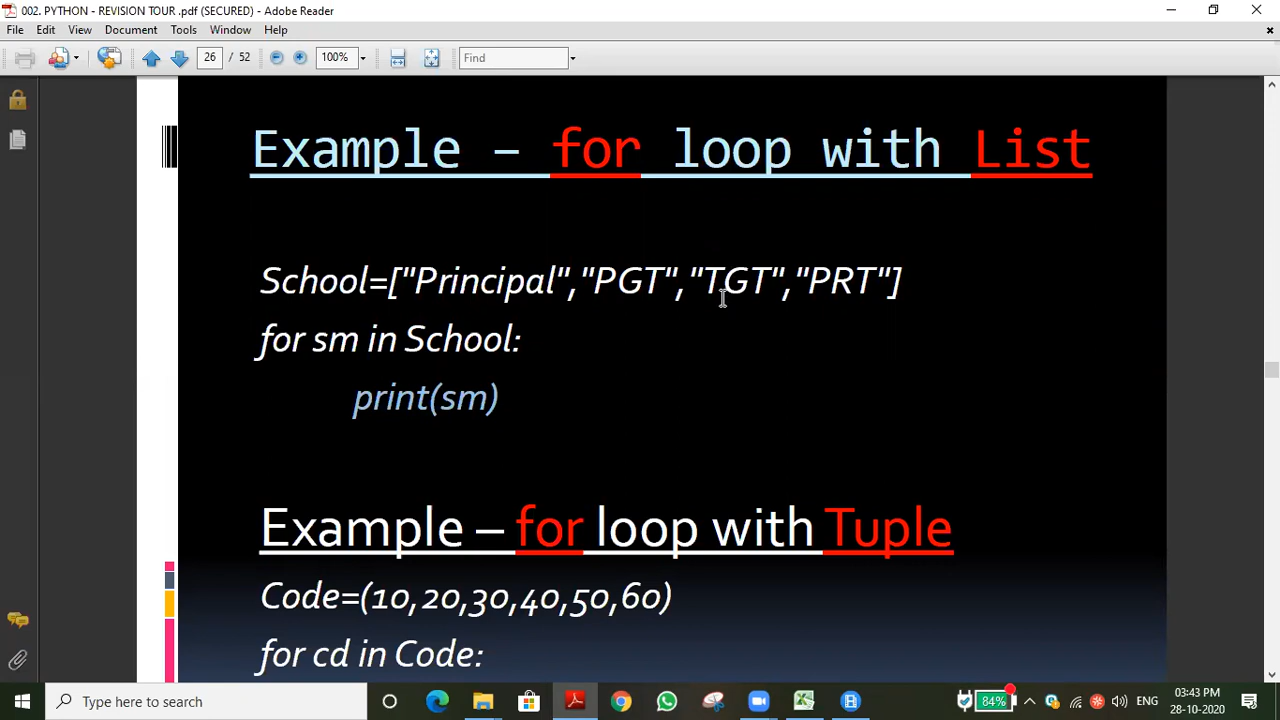 002. PYTHON - REVISION TOUR .pdf (SECURED) - Adobe Reader
File Edit View Document Tools Window Help
26 / 52 100% Find
Example – for loop with List
School=["Principal","PGT","TGT","PRT"]
for sm in School:
print(sm)
Example – for loop with Tuple
Code=(10,20,30,40,50,60)
for cd in Code:
Type here to search
84%
ENG
03:43 PM
28-10-2020